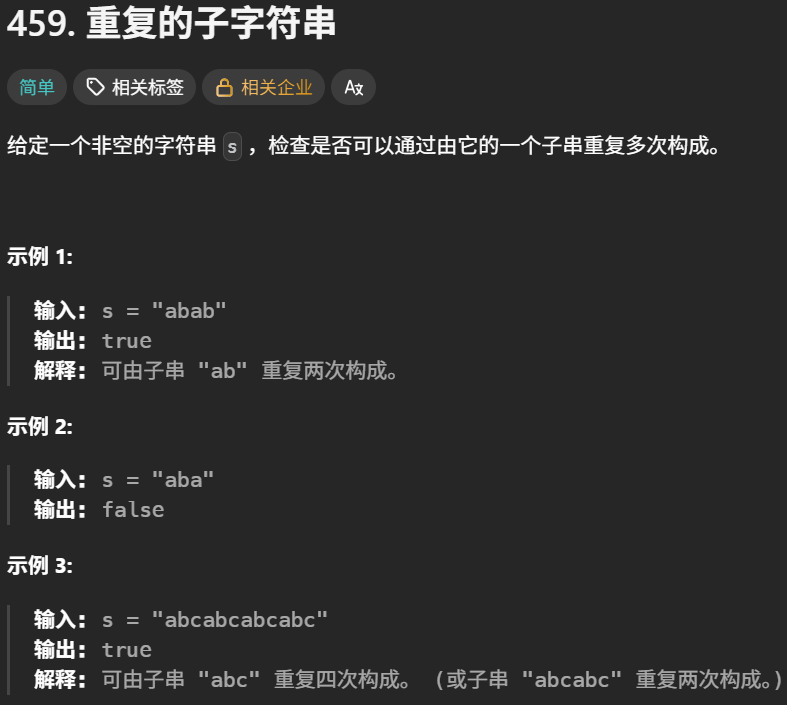 459. 重复的子字符串
简单 相关标签 相关企业 Aあ
给定一个非空的字符串 s ，检查是否可以通过由它的一个子串重复多次构成。
示例 1:
输入: s = "abab"
输出: true
解释: 可由子串 "ab" 重复两次构成。
示例 2:
输入: s = "aba"
输出: false
示例 3:
输入: s = "abcabcabcabc"
输出: true
解释: 可由子串 "abc" 重复四次构成。 (或子串 "abcabc" 重复两次构成。)